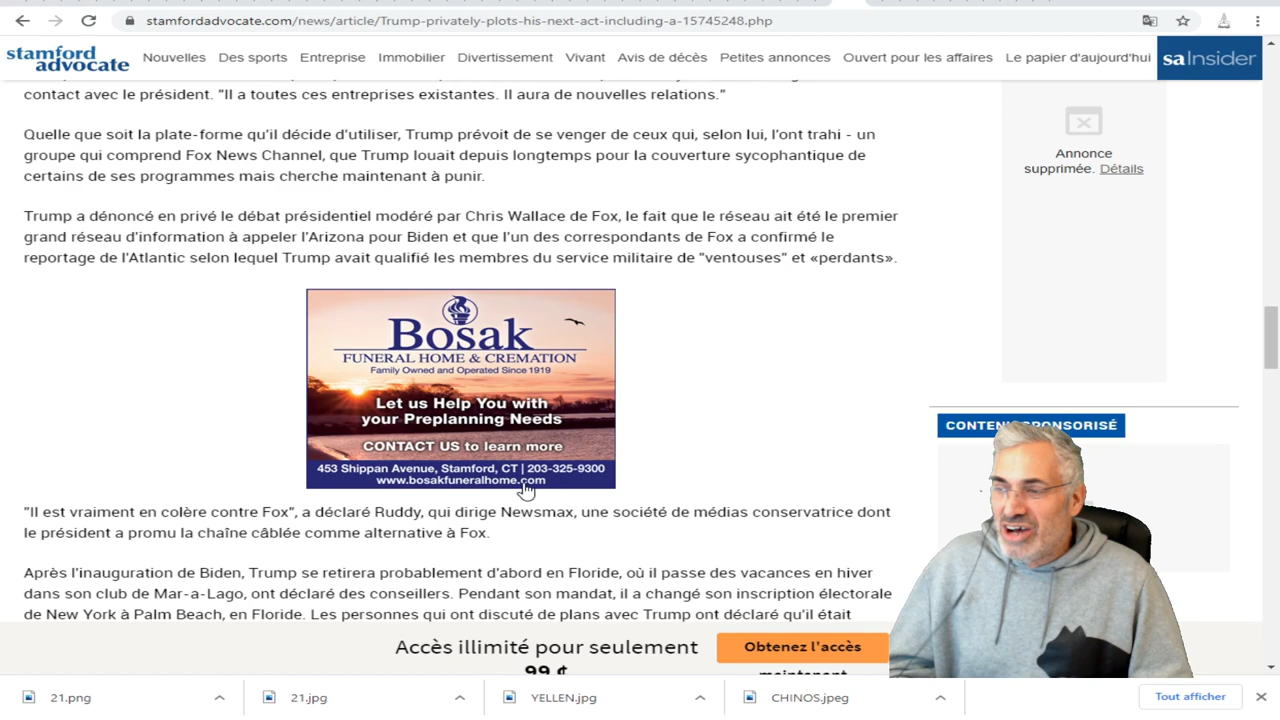 stamfordadvocate.com/news/article/Trump-privately-plots-his-next-act-including-a-15745248.php
stamford
advocate
Nouvelles Des sports Entreprise Immobilier Divertissement Vivant Avis de décès Petites annonces Ouvert pour les affaires Le papier d'aujourd'hui
saInsider
contact avec le président. "Il a toutes ces entreprises existantes. Il aura de nouvelles relations."
Quelle que soit la plate-forme qu'il décide d'utiliser, Trump prévoit de se venger de ceux qui, selon lui, l'ont trahi - un
groupe qui comprend Fox News Channel, que Trump louait depuis longtemps pour la couverture sycophantique de
certains de ses programmes mais cherche maintenant à punir.
Trump a dénoncé en privé le débat présidentiel modéré par Chris Wallace de Fox, le fait que le réseau ait été le premier
grand réseau d'information à appeler l'Arizona pour Biden et que l'un des correspondants de Fox a confirmé le
reportage de l'Atlantic selon lequel Trump avait qualifié les membres du service militaire de "ventouses" et «perdants».
Annonce
supprimée. Détails
Bosak
FUNERAL HOME & CREMATION
Family Owned and Operated Since 1919
Let us Help You with
your Preplanning Needs
CONTACT US to learn more
453 Shippan Avenue, Stamford, CT | 203-325-9300
www.bosakfuneralhome.com
CONTENU SPONSORISÉ
"Il est vraiment en colère contre Fox", a déclaré Ruddy, qui dirige Newsmax, une société de médias conservatrice dont
le président a promu la chaîne câblée comme alternative à Fox.
Après l'inauguration de Biden, Trump se retirera probablement d'abord en Floride, où il passe des vacances en hiver
dans son club de Mar-a-Lago, ont déclaré des conseillers. Pendant son mandat, il a changé son inscription électorale
de New York à Palm Beach, en Floride. Les personnes qui ont discuté de plans avec Trump ont déclaré qu'il était
Accès illimité pour seulement
99 ¢
Obtenez l'accès
maintenant
21.png
21.jpg
YELLEN.jpg
CHINOS.jpeg
Tout afficher